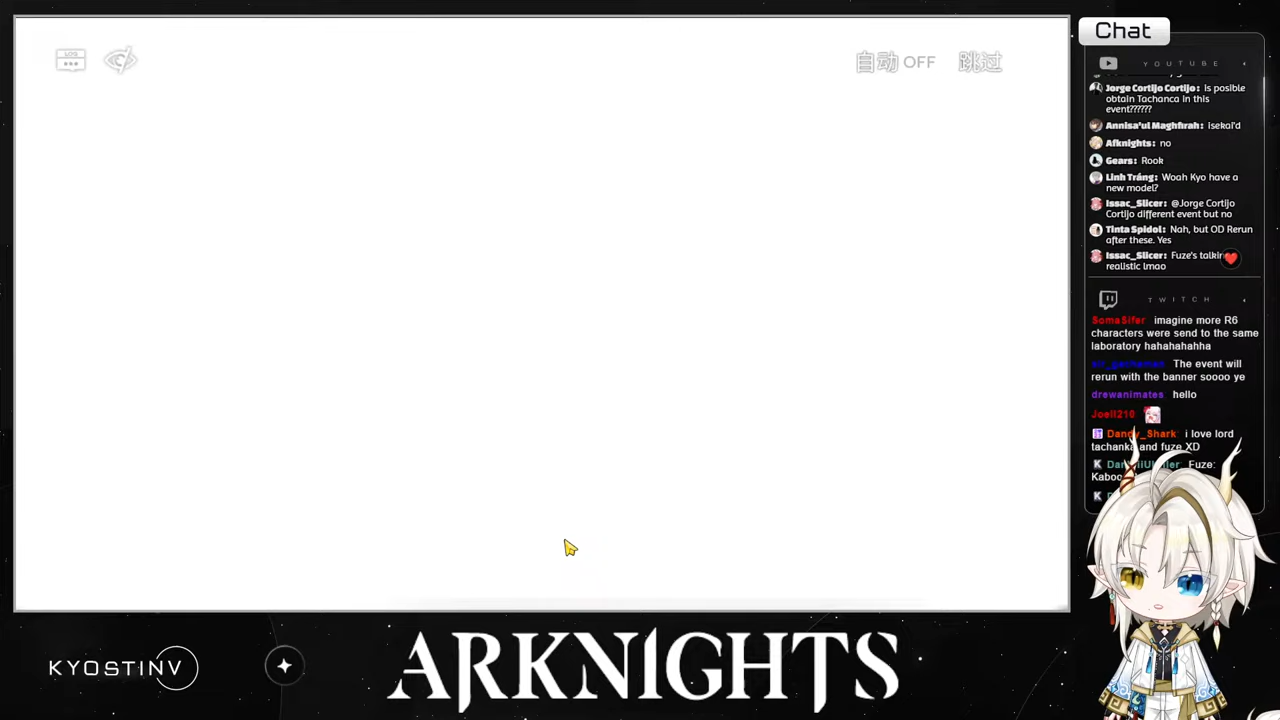 LOG
自动 OFF 跳过
Chat
YOUTUBE
Jorge Cortijo Cortijo: Is posible
obtain Tachanca in this
event??????
Annisa'ul Maghfirah: isekai'd
Afknights: no
Gears: Rook
Linh Tráng: Woah Kyo have a
new model?
Issac_Slicer: @Jorge Cortijo
Cortijo different event but no
Tinta Spidol: Nah, but OD Rerun
after these. Yes
Issac_Slicer: Fuze's talkin
realistic lmao
TWITCH
SomaSifer imagine more R6
characters were send to the same
laboratory hahahahahha
The event will
rerun with the banner soooo ye
drewanimates hello
Joell210
Dandy_Shark i love lord
tachanka and fuze XD
Fuze:
Kaboo
KYOSTINV
ARKNIGHTS